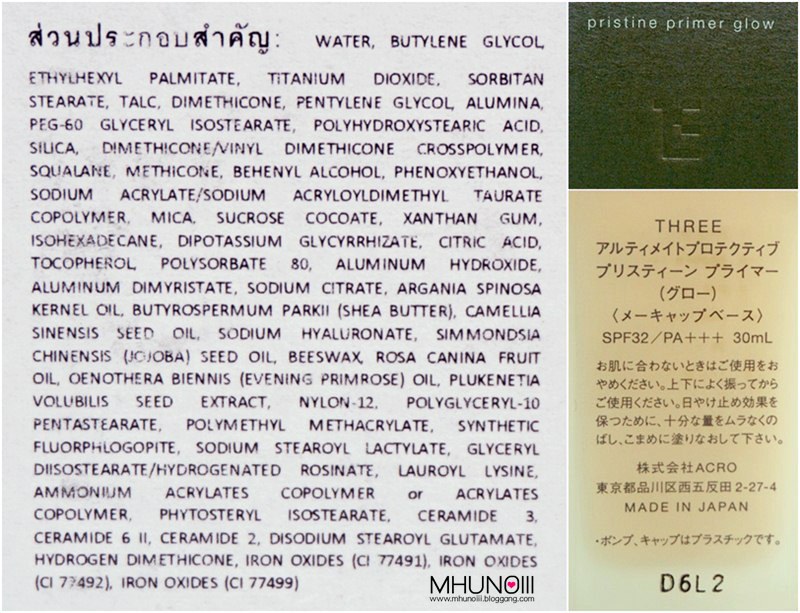 ส่วนประกอบสำคัญ: WATER, BUTYLENE GLYCOL,
ETHYLHEXYL PALMITATE, TITANIUM DIOXIDE, SORBITAN
STEARATE, TALC, DIMETHICONE, PENTYLENE GLYCOL, ALUMINA,
PEG-60 GLYCERYL ISOSTEARATE, POLYHYDROXYSTEARIC ACID,
SILICA, DIMETHICONE/VINYL DIMETHICONE CROSSPOLYMER,
SQUALANE, METHICONE, BEHENYL ALCOHOL, PHENOXYETHANOL,
SODIUM ACRYLATE/SODIUM ACRYLOYLDIMETHYL TAURATE
COPOLYMER, MICA, SUCROSE COCOATE, XANTHAN GUM,
ISOHEXADECANE, DIPOTASSIUM GLYCYRRHIZATE, CITRIC ACID,
TOCOPHEROL, POLYSORBATE 80, ALUMINUM HYDROXIDE,
ALUMINUM DIMYRISTATE, SODIUM CITRATE, ARGANIA SPINOSA
KERNEL OIL, BUTYROSPERMUM PARKII (SHEA BUTTER), CAMELLIA
SINENSIS SEED OIL, SODIUM HYALURONATE, SIMMONDSIA
CHINENSIS (JOJOBA) SEED OIL, BEESWAX, ROSA CANINA FRUIT
OIL, OENOTHERA BIENNIS (EVENING PRIMROSE) OIL, PLUKENETIA
VOLUBILIS SEED EXTRACT, NYLON-12, POLYGLYCERYL-10
PENTASTEARATE, POLYMETHYL METHACRYLATE, SYNTHETIC
FLUORPHLOGOPITE, SODIUM STEAROYL LACTYLATE, GLYCERYL
DIISOSTEARATE/HYDROGENATED ROSINATE, LAUROYL LYSINE,
AMMONIUM ACRYLATES COPOLYMER or ACRYLATES
COPOLYMER, PHYTOSTERYL ISOSTEARATE, CERAMIDE 3,
CERAMIDE 6 II, CERAMIDE 2, DISODIUM STEAROYL GLUTAMATE,
HYDROGEN DIMETHICONE, IRON OXIDES (CI 77491), IRON OXIDES
(CI 77492), IRON OXIDES (CI 77499)
MHUNOIII
www.mhunoiii.bloggang.com
pristine primer glow
THREE
アルティメイトプロテクティブ
プリスティーン プライマー
(グロー)
〈メーキャップベース〉
SPF32/PA+++ 30mL
お肌に合わないときはご使用をお
やめください。上下によく振ってから
ご使用ください。日やけ止め効果を
保つために、十分な量をムラなくの
ばし、こまめに塗りなおして下さい。
株式会社ACRO
東京都品川区西五反田2-27-4
MADE IN JAPAN
・ポンプ、キャップはプラスチックです。
D6L2